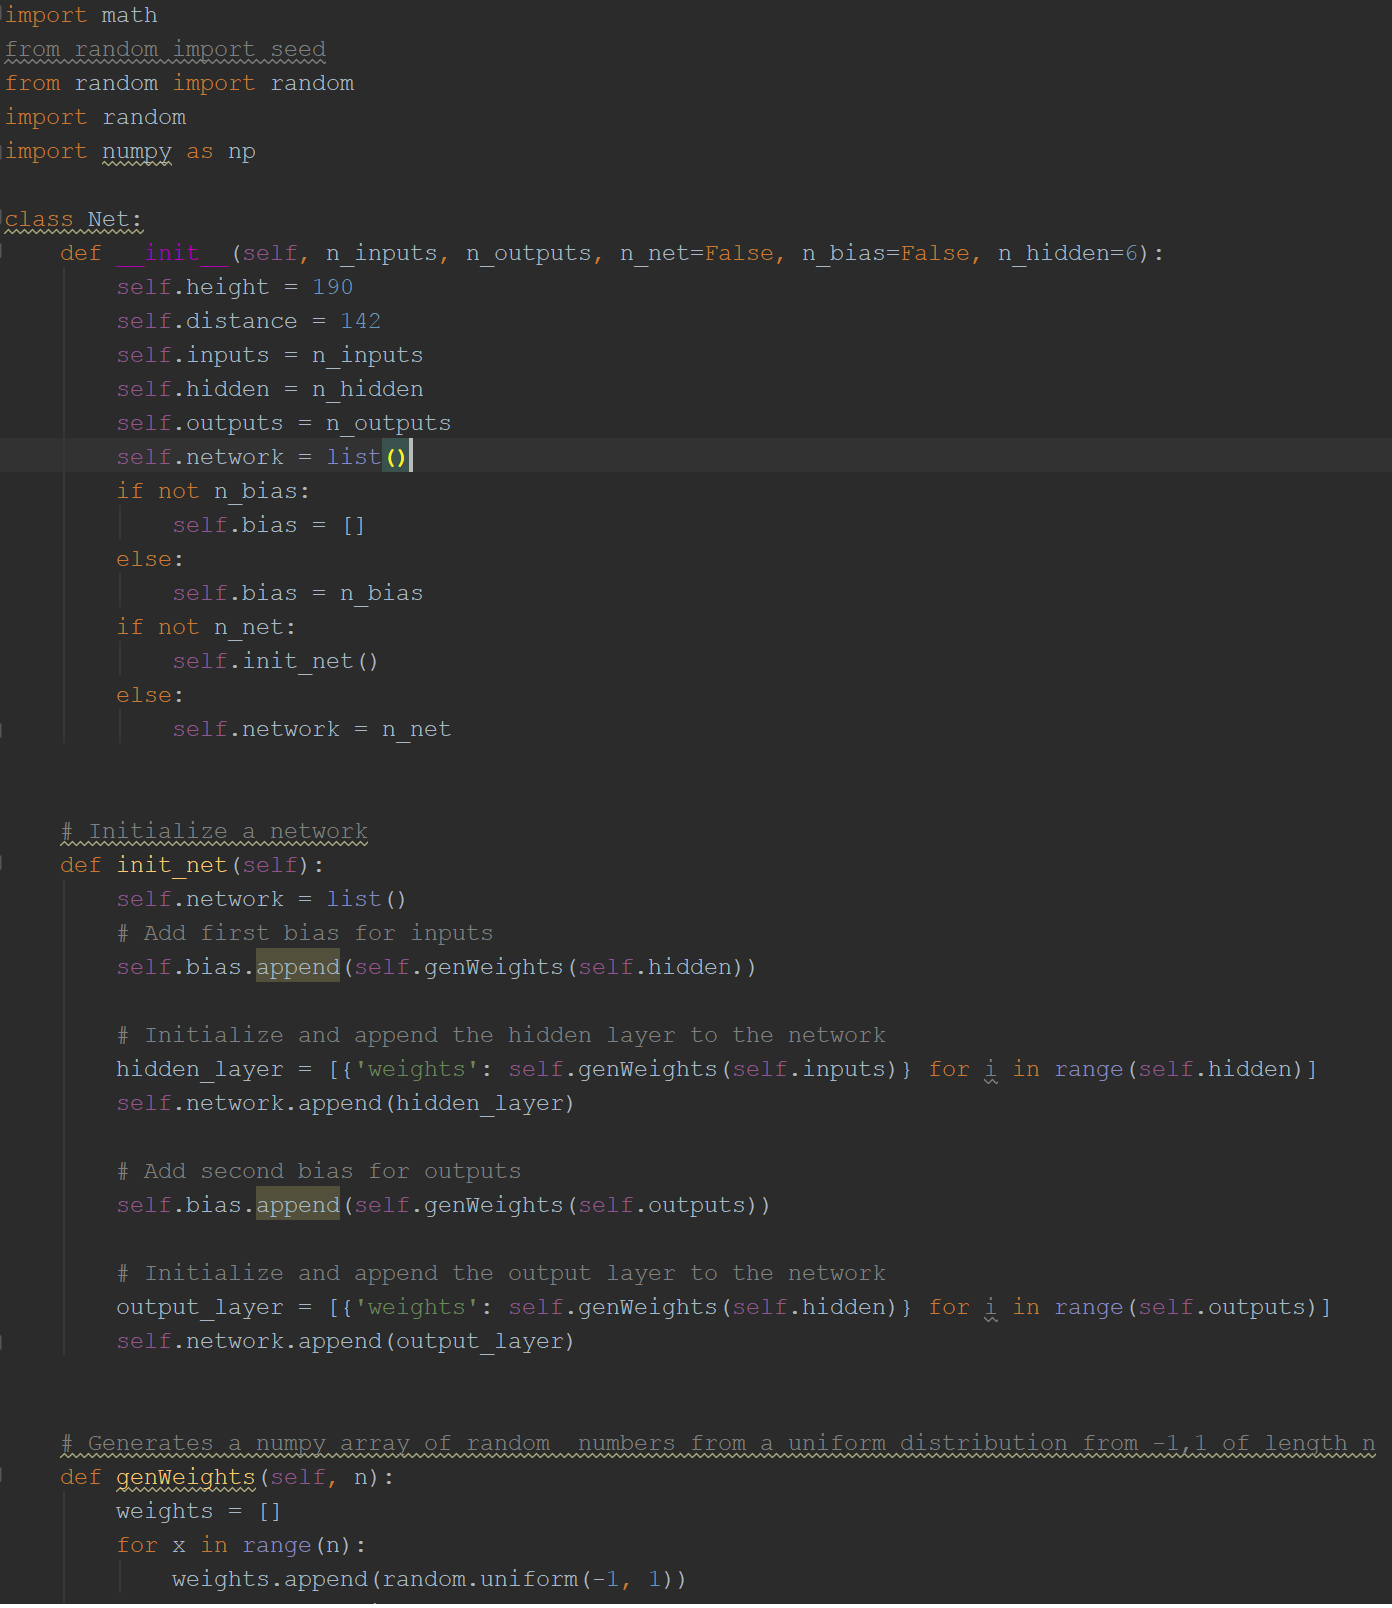 import math
from random import seed
from random import random
import random
import numpy as np

class Net:
    def __init__(self, n_inputs, n_outputs, n_net=False, n_bias=False, n_hidden=6):
        self.height = 190
        self.distance = 142
        self.inputs = n_inputs
        self.hidden = n_hidden
        self.outputs = n_outputs
        self.network = list()
        if not n_bias:
            self.bias = []
        else:
            self.bias = n_bias
        if not n_net:
            self.init_net()
        else:
            self.network = n_net

    # Initialize a network
    def init_net(self):
        self.network = list()
        # Add first bias for inputs
        self.bias.append(self.genWeights(self.hidden))

        # Initialize and append the hidden layer to the network
        hidden_layer = [{'weights': self.genWeights(self.inputs)} for i in range(self.hidden)]
        self.network.append(hidden_layer)

        # Add second bias for outputs
        self.bias.append(self.genWeights(self.outputs))

        # Initialize and append the output layer to the network
        output_layer = [{'weights': self.genWeights(self.hidden)} for i in range(self.outputs)]
        self.network.append(output_layer)

    # Generates a numpy array of random  numbers from a uniform distribution from -1,1 of length n
    def genWeights(self, n):
        weights = []
        for x in range(n):
            weights.append(random.uniform(-1, 1))